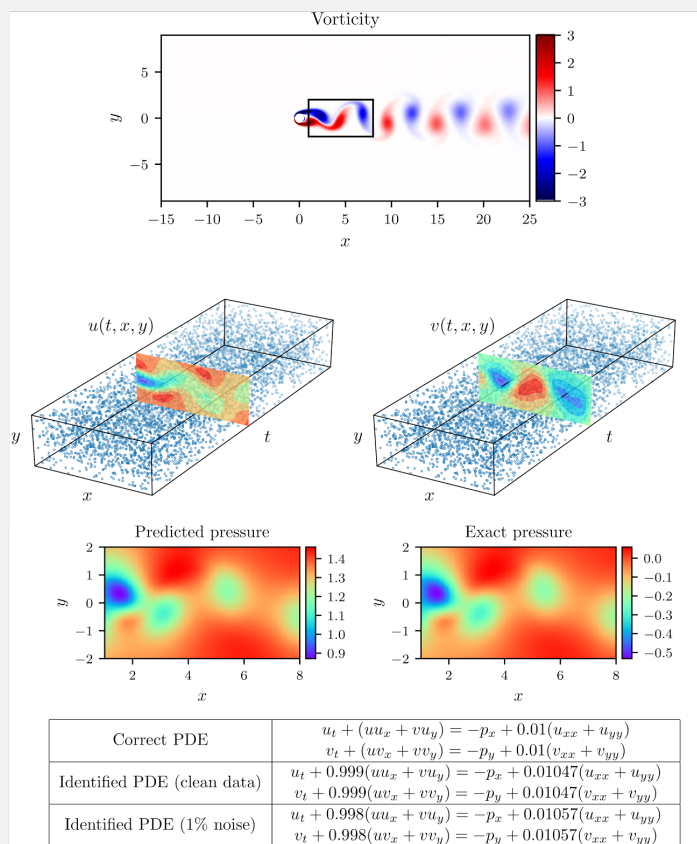 Vorticity
5
0
−5
y
−15 −10 −5 0 5 10 15 20 25
x
3
2
1
0
−1
−2
−3
u(t, x, y)
v(t, x, y)
y
t
x
y
t
x
Predicted pressure
2
1
0
−1
−2
y
2 4 6 8
x
1.4
1.3
1.2
1.1
1.0
0.9
Exact pressure
2
1
0
−1
−2
y
2 4 6 8
x
0.0
−0.1
−0.2
−0.3
−0.4
−0.5
Correct PDE
u_t + (uu_x + vu_y) = −p_x + 0.01(u_xx + u_yy)
v_t + (uv_x + vv_y) = −p_y + 0.01(v_xx + v_yy)
Identified PDE (clean data)
u_t + 0.999(uu_x + vu_y) = −p_x + 0.01047(u_xx + u_yy)
v_t + 0.999(uv_x + vv_y) = −p_y + 0.01047(v_xx + v_yy)
Identified PDE (1% noise)
u_t + 0.998(uu_x + vu_y) = −p_x + 0.01057(u_xx + u_yy)
v_t + 0.998(uv_x + vv_y) = −p_y + 0.01057(v_xx + v_yy)